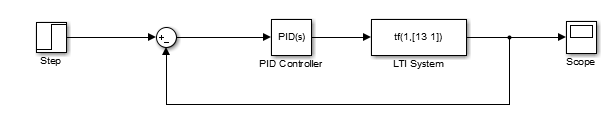 PID(s)
tf(1,[13 1])
Step
PID Controller
LTI System
Scope